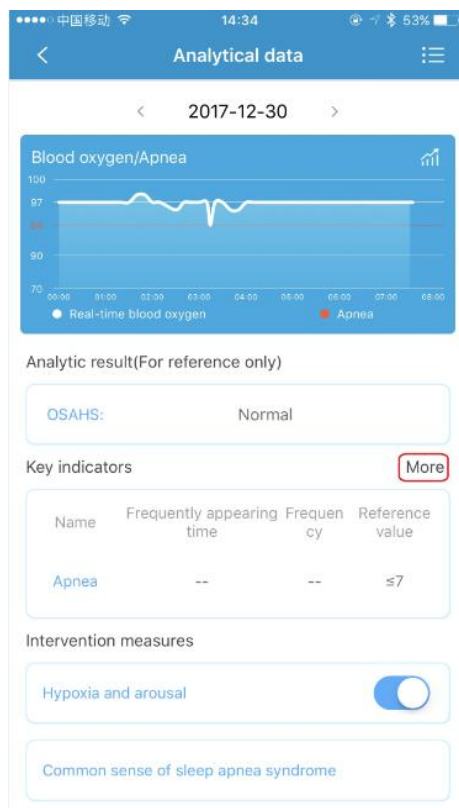 中国移动 14:34 53%
Analytical data
2017-12-30
Blood oxygen/Apnea
100
97
90
70
00:00 01:00 02:00 03:00 04:00 05:00 06:00 07:00 08:00
Real-time blood oxygen Apnea
Analytic result(For reference only)
OSAHS: Normal
Key indicators More
Name Frequently appearing Frequen Reference
time cy value
Apnea -- -- ≤7
Intervention measures
Hypoxia and arousal
Common sense of sleep apnea syndrome